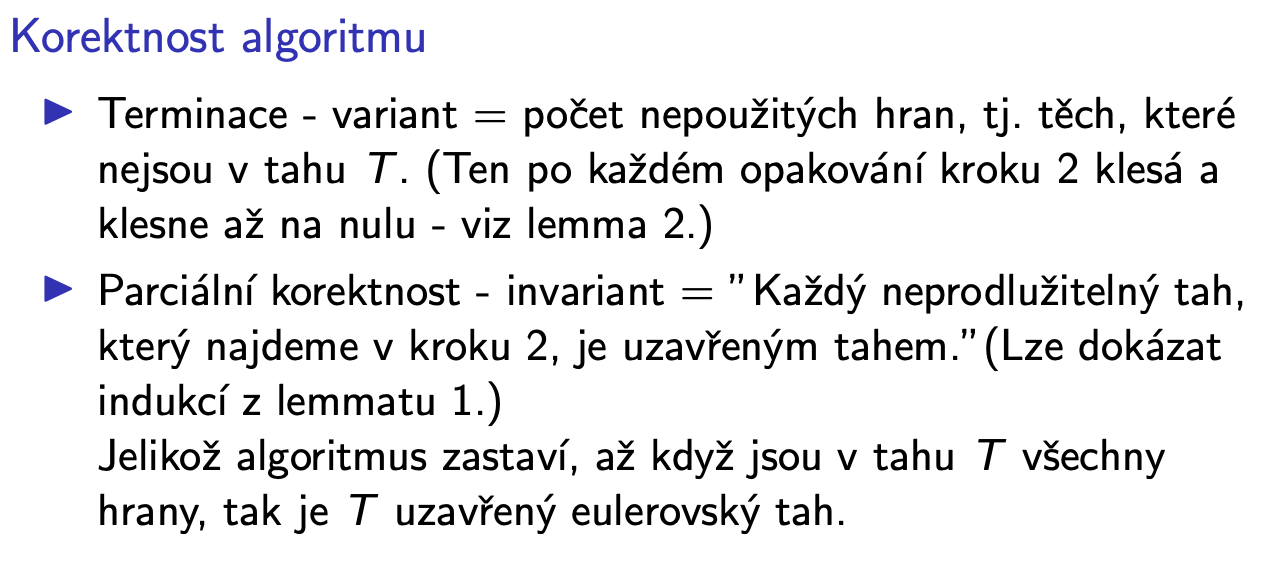 Korektnost algoritmu
▶ Terminace - variant = počet nepoužitých hran, tj. těch, které
nejsou v tahu T. (Ten po každém opakování kroku 2 klesá a
klesne až na nulu - viz lemma 2.)
▶ Parciální korektnost - invariant = ”Každý neprodlužitelný tah,
který najdeme v kroku 2, je uzavřeným tahem.”(Lze dokázat
indukcí z lemmatu 1.)
Jelikož algoritmus zastaví, až když jsou v tahu T všechny
hrany, tak je T uzavřený eulerovský tah.